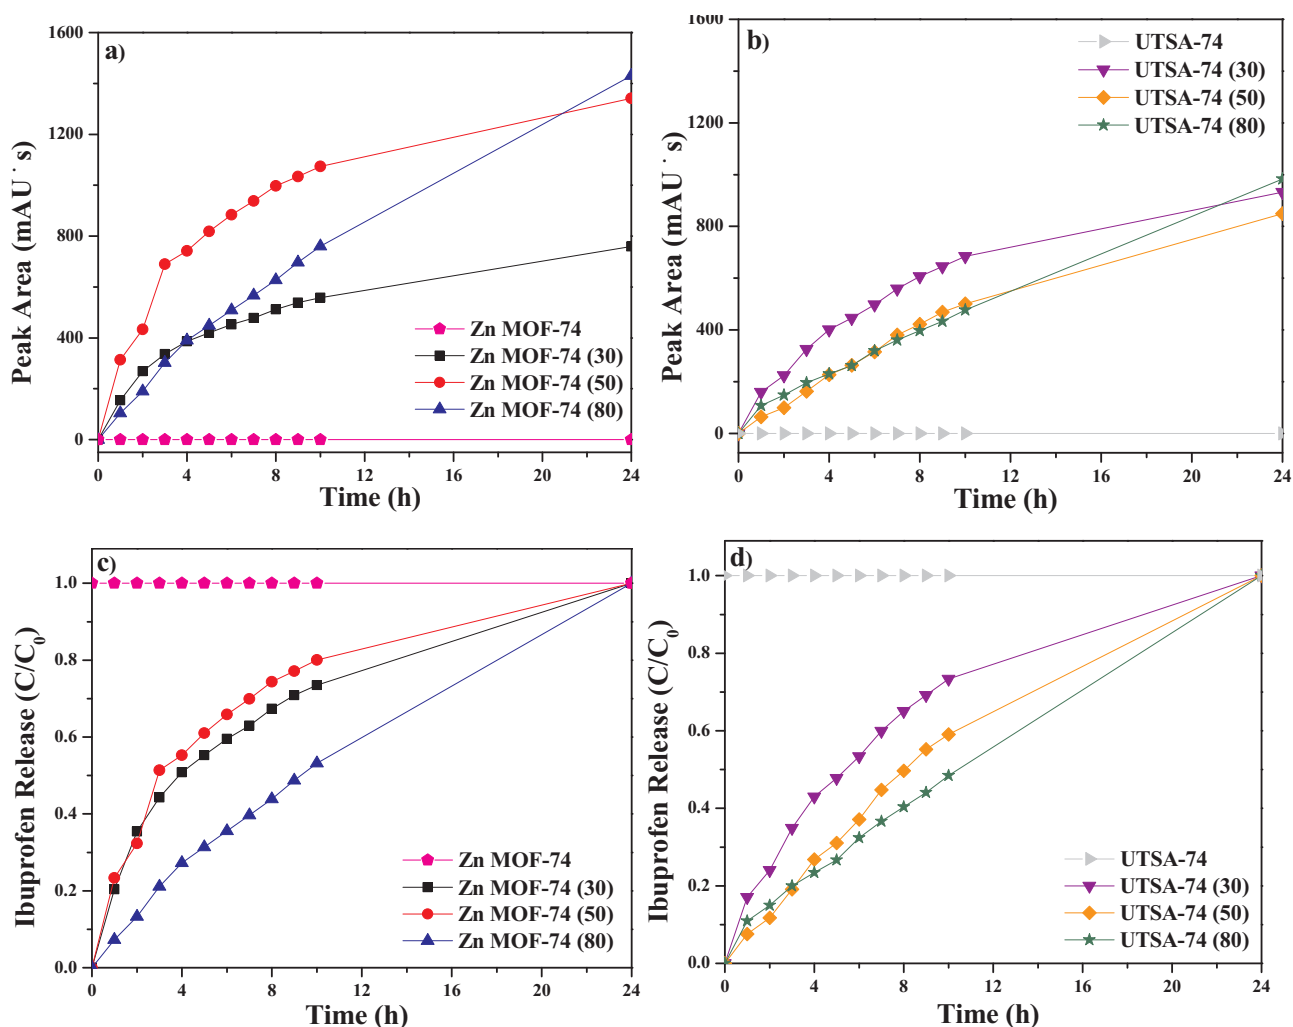 a)
1600
1200
800
400
0
Peak Area (mAU · s)
Zn MOF-74
Zn MOF-74 (30)
Zn MOF-74 (50)
Zn MOF-74 (80)
0 4 8 12 16 20 24
Time (h)
b)
1600
1200
800
400
0
Peak Area (mAU · s)
UTSA-74
UTSA-74 (30)
UTSA-74 (50)
UTSA-74 (80)
0 4 8 12 16 20 24
Time (h)
c)
1.0
0.8
0.6
0.4
0.2
0.0
Ibuprofen Release (C/C₀)
Zn MOF-74
Zn MOF-74 (30)
Zn MOF-74 (50)
Zn MOF-74 (80)
0 4 8 12 16 20 24
Time (h)
d)
1.0
0.8
0.6
0.4
0.2
0.0
Ibuprofen Release (C/C₀)
UTSA-74
UTSA-74 (30)
UTSA-74 (50)
UTSA-74 (80)
0 4 8 12 16 20 24
Time (h)